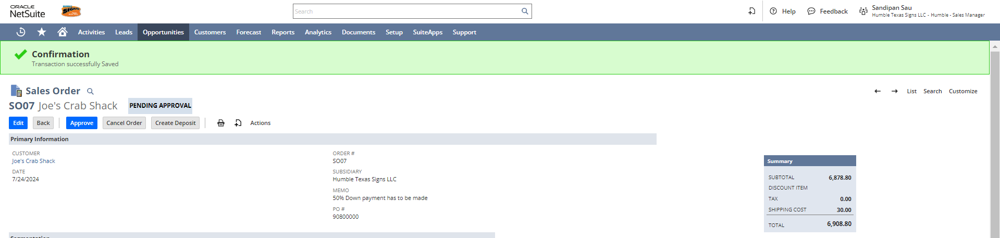 ORACLE
NetSuite
SIGNS
Search
Help
Feedback
Sandipan Sau
Humble Texas Signs LLC - Humble - Sales Manager
Activities Leads Opportunities Customers Forecast Reports Analytics Documents Setup SuiteApps Support
Confirmation
Transaction successfully Saved
Sales Order
List Search Customize
SO07 Joe's Crab Shack PENDING APPROVAL
Edit Back Approve Cancel Order Create Deposit Actions
Primary Information
CUSTOMER
Joe's Crab Shack
DATE
7/24/2024
ORDER #
SO07
SUBSIDIARY
Humble Texas Signs LLC
MEMO
50% Down payment has to be made
PO #
90800000
Summary
SUBTOTAL 6,878.80
DISCOUNT ITEM
TAX 0.00
SHIPPING COST 30.00
TOTAL 6,908.80
Segmentation